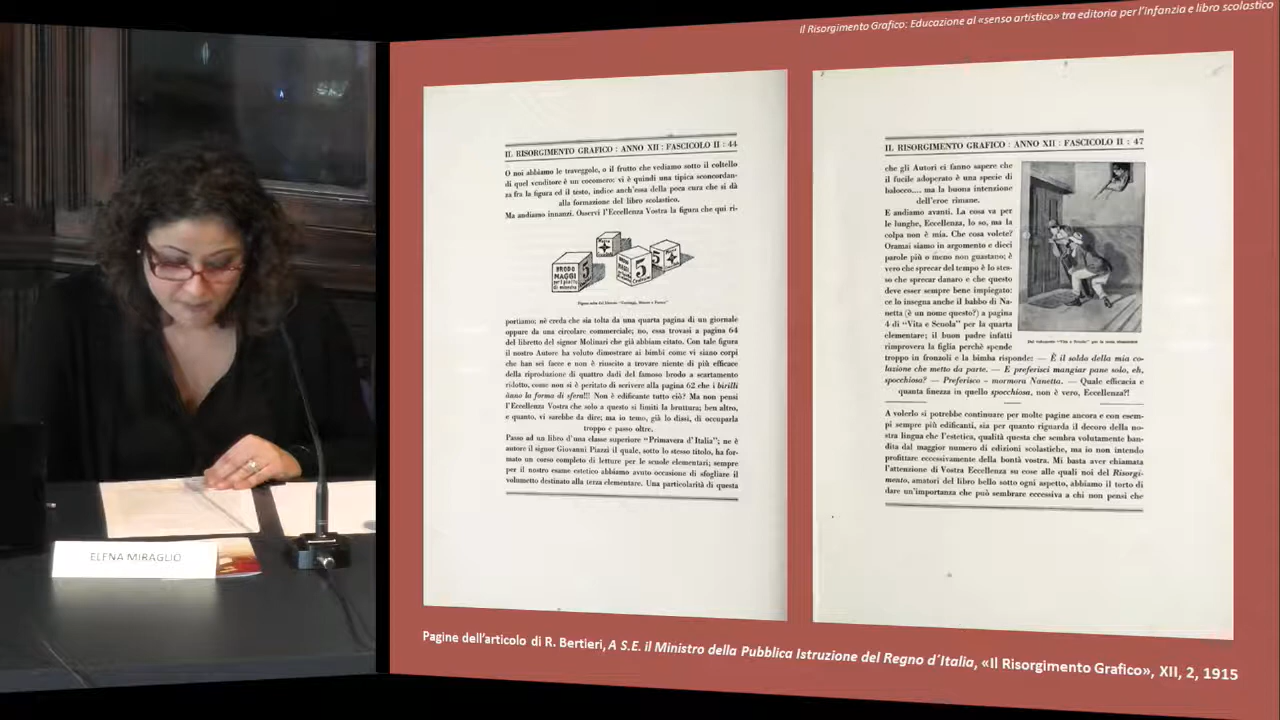 Il Risorgimento Grafico: Educazione al «senso artistico» tra editoria per l'infanzia e libro scolastico
IL RISORGIMENTO GRAFICO : ANNO XII : FASCICOLO II : 44
O noi abbiamo le traveggole, o il frutto che vediamo sotto il coltello
di quel venditore è un cocomero: vi è quindi una tipica sconcordan-
za fra la figura ed il testo, indice anch'essa della poca cura che si dà
alla formazione del libro scolastico.
Ma andiamo innanzi. Osservi l'Eccellenza Vostra la figura che qui ri-
BRODO
MAGGI
per 1 piatto
di minestra
5
5
5
portiamo; nè creda che sia tolta da una quarta pagina di un giornale
oppure da una circolare commerciale; no, essa trovasi a pagina 64
del libretto del signor Molinari che già abbiam citato. Con tale figura
il nostro Autore ha voluto dimostrare ai bimbi come vi siano corpi
che han sei facce e non è riuscito a trovare niente di più efficace
della riproduzione di quattro dadi del famoso brodo a scartamento
ridotto, come non si è peritato di scrivere alla pagina 62 che i birilli
ànno la forma di sfera!!! Non è edificante tutto ciò? Ma non pensi
l'Eccellenza Vostra che solo a questo si limiti la bruttura; ben altro,
e quanto, vi sarebbe da dire; ma io temo, già lo dissi, di occuparla
troppo e passo oltre.
Passo ad un libro d'una classe superiore "Primavera d'Italia"; ne è
autore il signor Giovanni Piazzi il quale, sotto lo stesso titolo, ha for-
mato un corso completo di letture per le scuole elementari; sempre
per il nostro esame estetico abbiamo avuto occasione di sfogliare il
volumetto destinato alla terza elementare. Una particolarità di questa
IL RISORGIMENTO GRAFICO : ANNO XII : FASCICOLO II : 47
che gli Autori ci fanno sapere che
il fucile adoperato è una specie di
balocco.... ma la buona intenzione
dell'eroe rimane.
E andiamo avanti. La cosa va per
le lunghe, Eccellenza, lo so, ma la
colpa non è mia. Che cosa volete?
Oramai siamo in argomento e dieci
parole più o meno non guastano; è
vero che sprecar del tempo è lo stes-
so che sprecar danaro e che questo
deve esser sempre bene impiegato:
ce lo insegna anche il babbo di Na-
netta (è un nome questo?) a pagina
4 di "Vita e Scuola" per la quarta
elementare; il buon padre infatti
rimprovera la figlia perchè spende
Dal volumetto "Vita e Scuola" per la sesta elementare
troppo in fronzoli e la bimba risponde: — È il soldo della mia co-
lazione che metto da parte. — E preferisci mangiar pane solo, eh,
spocchiosa? — Preferisco - mormora Nanetta. — Quale efficacia e
quanta finezza in quello spocchiosa, non è vero, Eccellenza?!
A volerlo si potrebbe continuare per molte pagine ancora e con esem-
pi sempre più edificanti, sia per quanto riguarda il decoro della no-
stra lingua che l'estetica, qualità questa che sembra volutamente ban-
dita dal maggior numero di edizioni scolastiche, ma io non intendo
profittare eccessivamente della bontà vostra. Mi basta aver chiamata
l'attenzione di Vostra Eccellenza su cose alle quali noi del Risorgi-
mento, amatori del libro bello sotto ogni aspetto, abbiamo il torto di
dare un'importanza che può sembrare eccessiva a chi non pensi che
ELENA MIRAGLIO
Pagine dell'articolo di R. Bertieri, A S.E. il Ministro della Pubblica Istruzione del Regno d'Italia, «Il Risorgimento Grafico», XII, 2, 1915